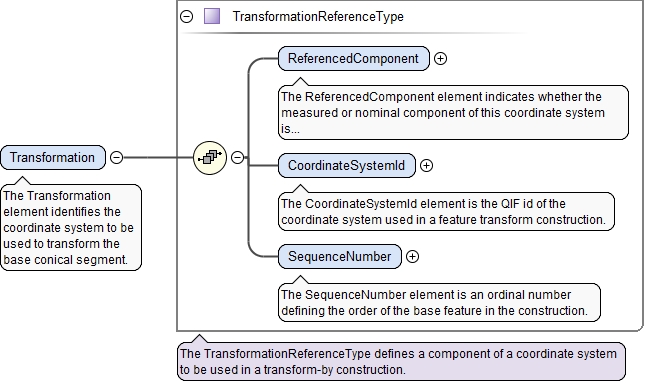 TransformationReferenceType
ReferencedComponent
The ReferencedComponent element indicates whether the
measured or nominal component of this coordinate system
is...
Transformation
The Transformation
element identifies the
coordinate system to be
used to transform the
base conical segment.
CoordinateSystemId
The CoordinateSystemId element is the QIF id of the
coordinate system used in a feature transform construction.
SequenceNumber
The SequenceNumber element is an ordinal number
defining the order of the base feature in the construction.
The TransformationReferenceType defines a component of a coordinate system
to be used in a transform-by construction.